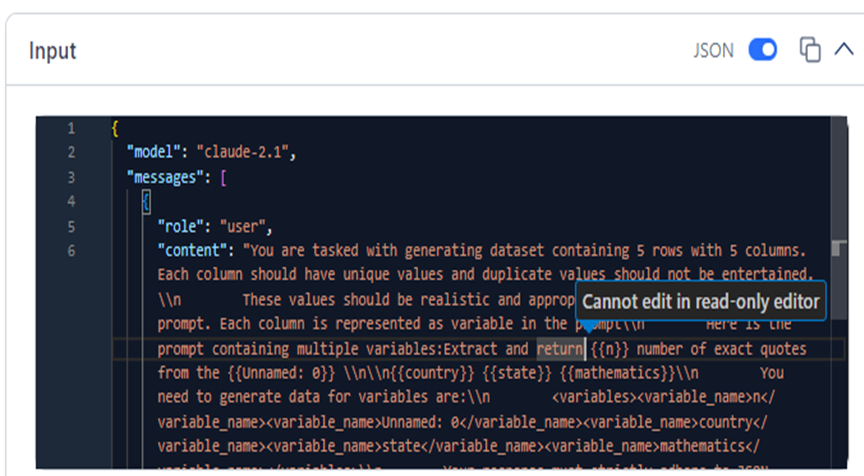 Input
JSON
1 {
2 "model": "claude-2.1",
3 "messages": [
4 {
5 "role": "user",
6 "content": "You are tasked with generating dataset containing 5 rows with 5 columns.
Each column should have unique values and duplicate values should not be entertained.
\\n These values should be realistic and approp
Cannot edit in read-only editor
prompt. Each column is represented as variable in the prompt\\n Here is the
prompt containing multiple variables:Extract and return {{n}} number of exact quotes
from the {{Unnamed: 0}} \\n\\n{{country}} {{state}} {{mathematics}}\\n You
need to generate data for variables are:\\n <variables><variable_name>n</
variable_name><variable_name>Unnamed: 0</variable_name><variable_name>country</
variable_name><variable_name>state</variable_name><variable_name>mathematics</